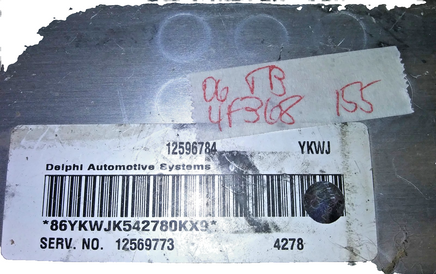 06 TB
4F368 155
12596784 YKWJ
Delphi Automotive Systems
*86YKWJK542780KX9*
SERV. NO. 12569773 4278